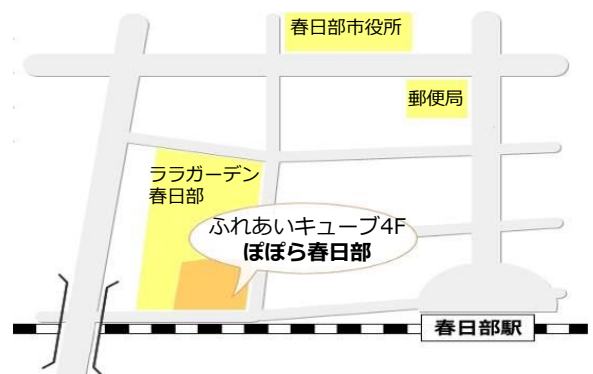 春日部市役所
郵便局
ララガーデン
春日部
ふれあいキューブ4F
ぽぽら春日部
春日部駅